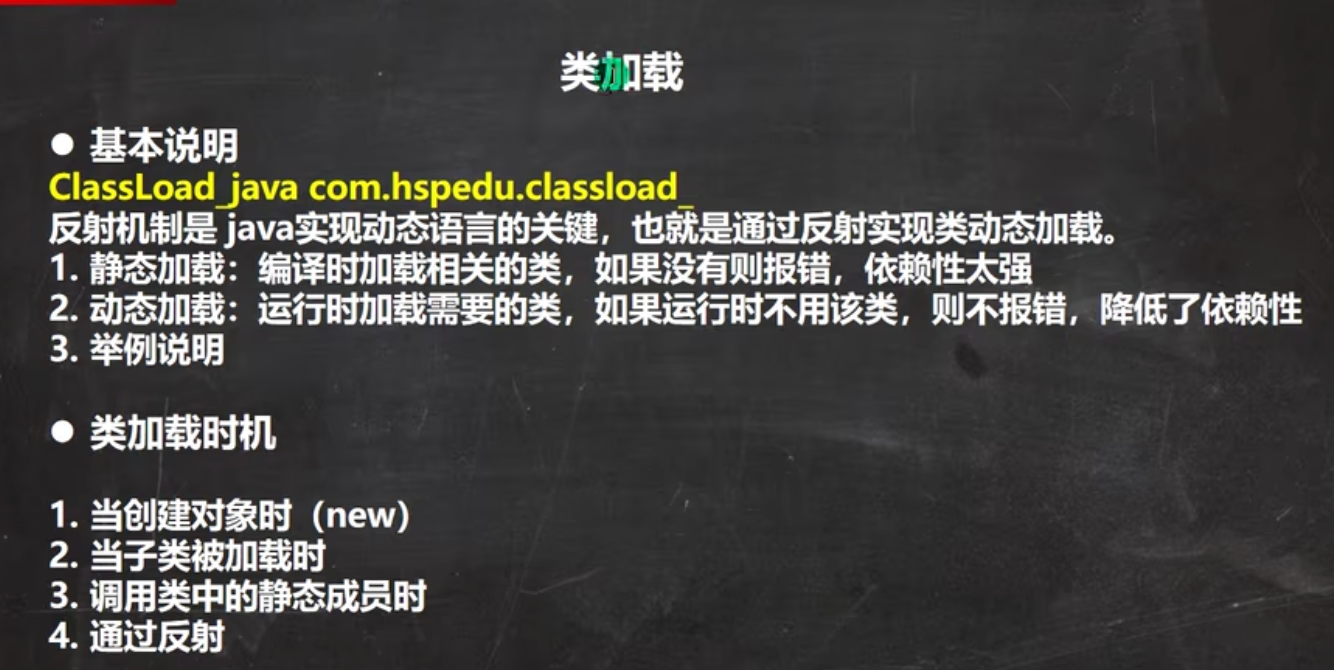 类加载
● 基本说明
ClassLoad_java com.hspedu.classload_
反射机制是 java实现动态语言的关键，也就是通过反射实现类动态加载。
1. 静态加载：编译时加载相关的类，如果没有则报错，依赖性太强
2. 动态加载：运行时加载需要的类，如果运行时不用该类，则不报错，降低了依赖性
3. 举例说明
● 类加载时机
1. 当创建对象时（new）
2. 当子类被加载时
3. 调用类中的静态成员时
4. 通过反射